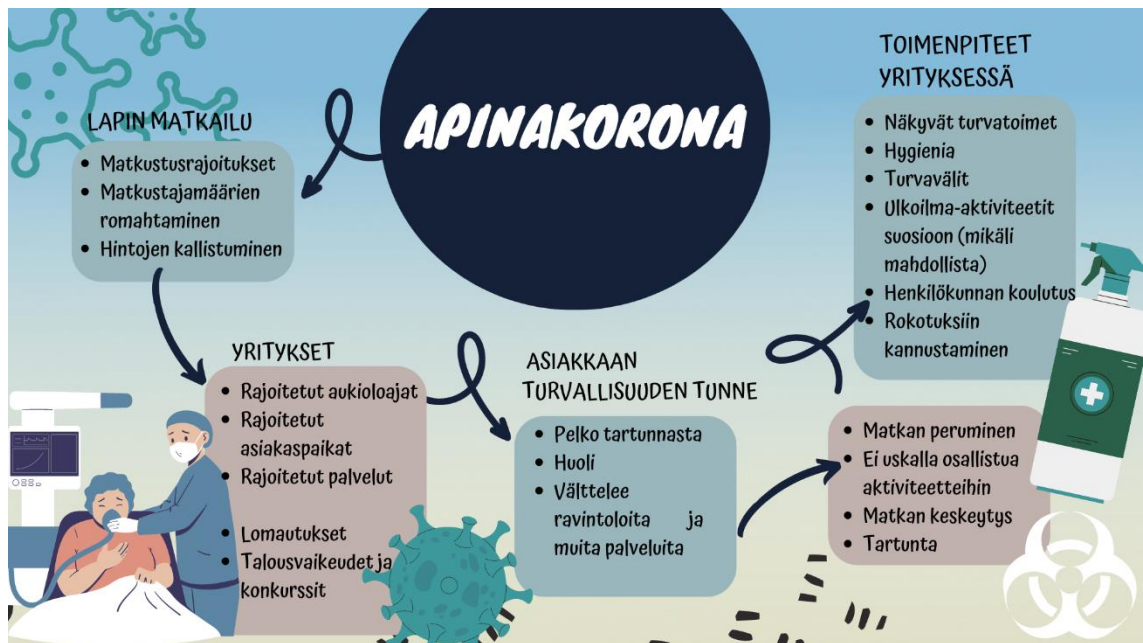 APINAKORONA
LAPIN MATKAILU
• Matkustusrajoitukset
• Matkustajamäärien
romahtaminen
• Hintojen kallistuminen
YRITYKSET
• Rajoitetut aukioloajat
• Rajoitetut
asiakaspaikat
• Rajoitetut palvelut
• Lomautukset
• Talousvaikeudet ja
konkurssit
ASIAKKAAN
TURVALLISUUDEN TUNNE
• Pelko tartunnasta
• Huoli
• Välttelee
ravintoloita ja
muita palveluita
• Matkan peruminen
• Ei uskalla osallistua
aktiviteetteihin
• Matkan keskeytys
• Tartunta
TOIMENPITEET
YRITYKSESSÄ
• Näkyvät turvatoimet
• Hygienia
• Turvavälit
• Ulkoilma-aktiviteetit
suosioon (mikäli
mahdollista)
• Henkilökunnan koulutus
• Rokotuksiin
kannustaminen